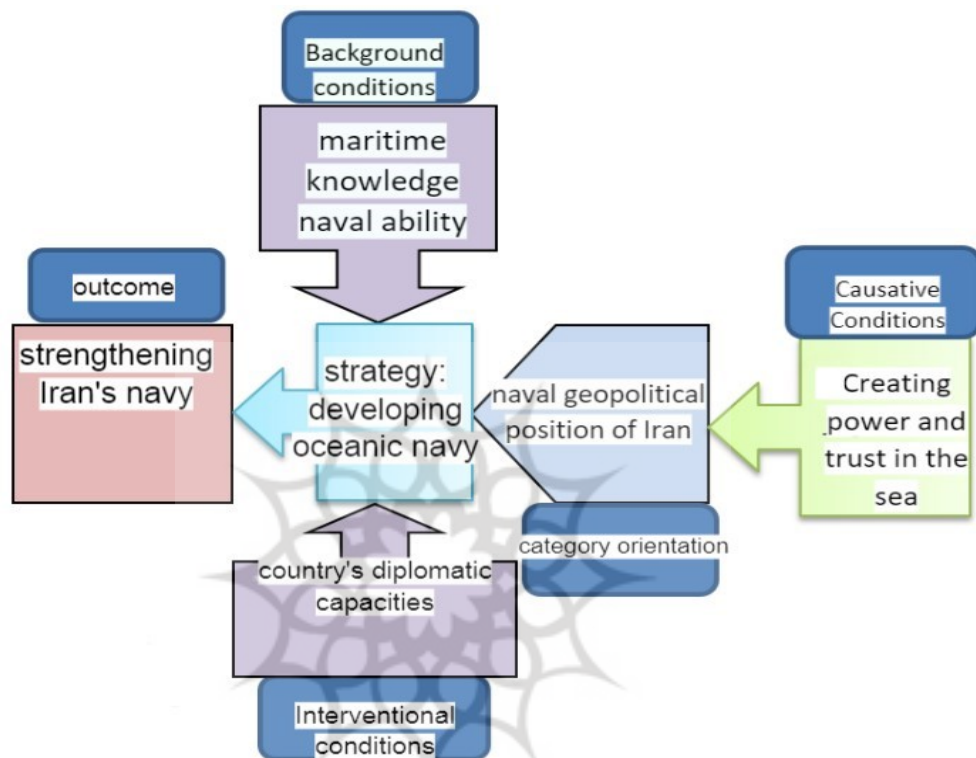 Background
conditions
maritime
knowledge
naval ability
outcome
strengthening
Iran's navy
strategy:
developing
oceanic navy
naval geopolitical
position of Iran
category orientation
Causative
Conditions
Creating
power and
trust in the
sea
country's diplomatic
capacities
Interventional
conditions